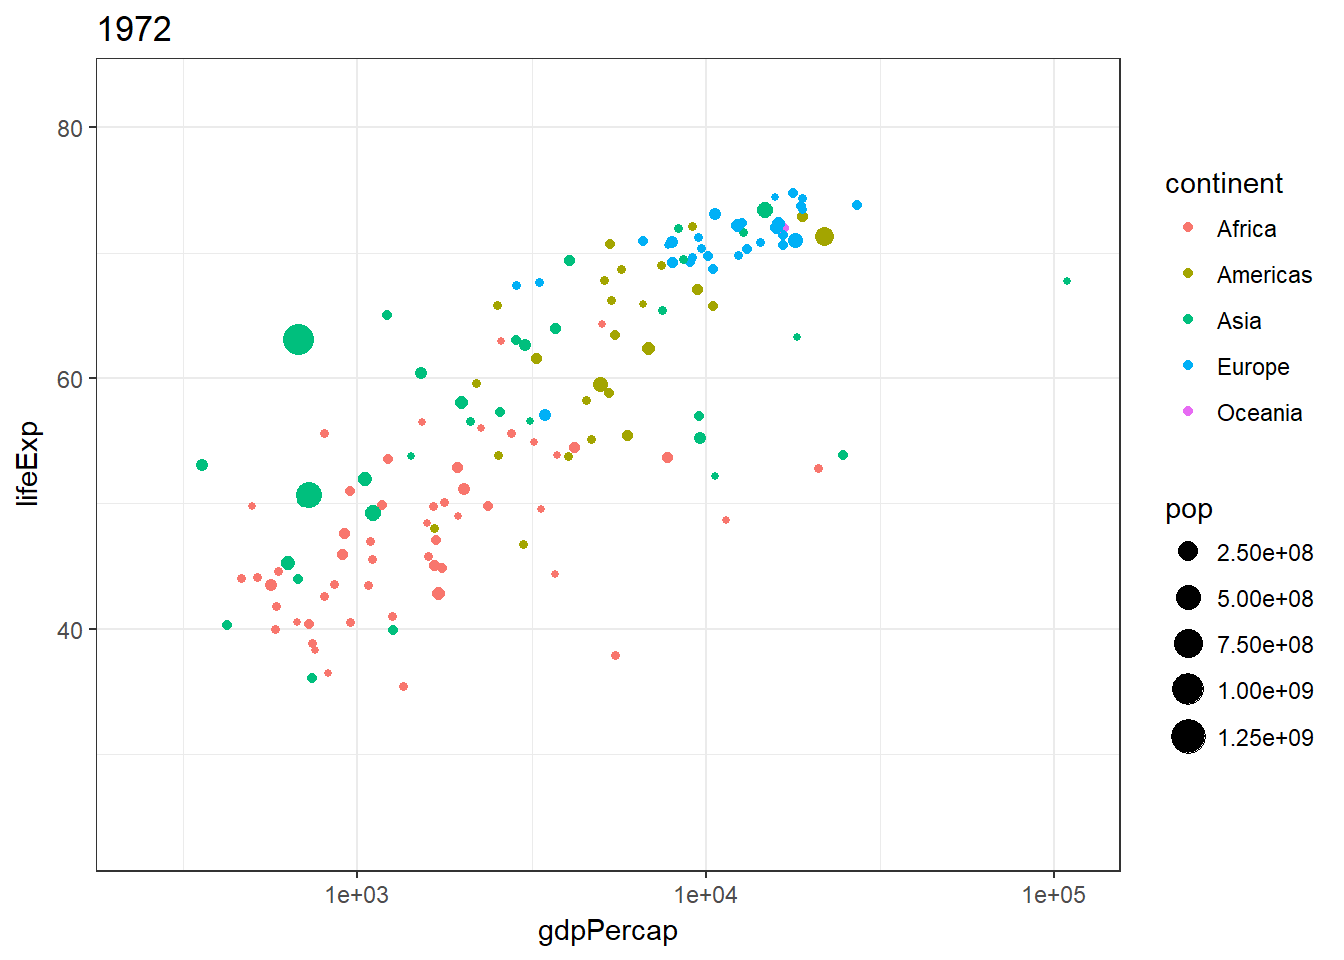 1972
80
60
40
lifeExp
1e+03
1e+04
1e+05
gdpPercap
continent
Africa
Americas
Asia
Europe
Oceania
pop
2.50e+08
5.00e+08
7.50e+08
1.00e+09
1.25e+09